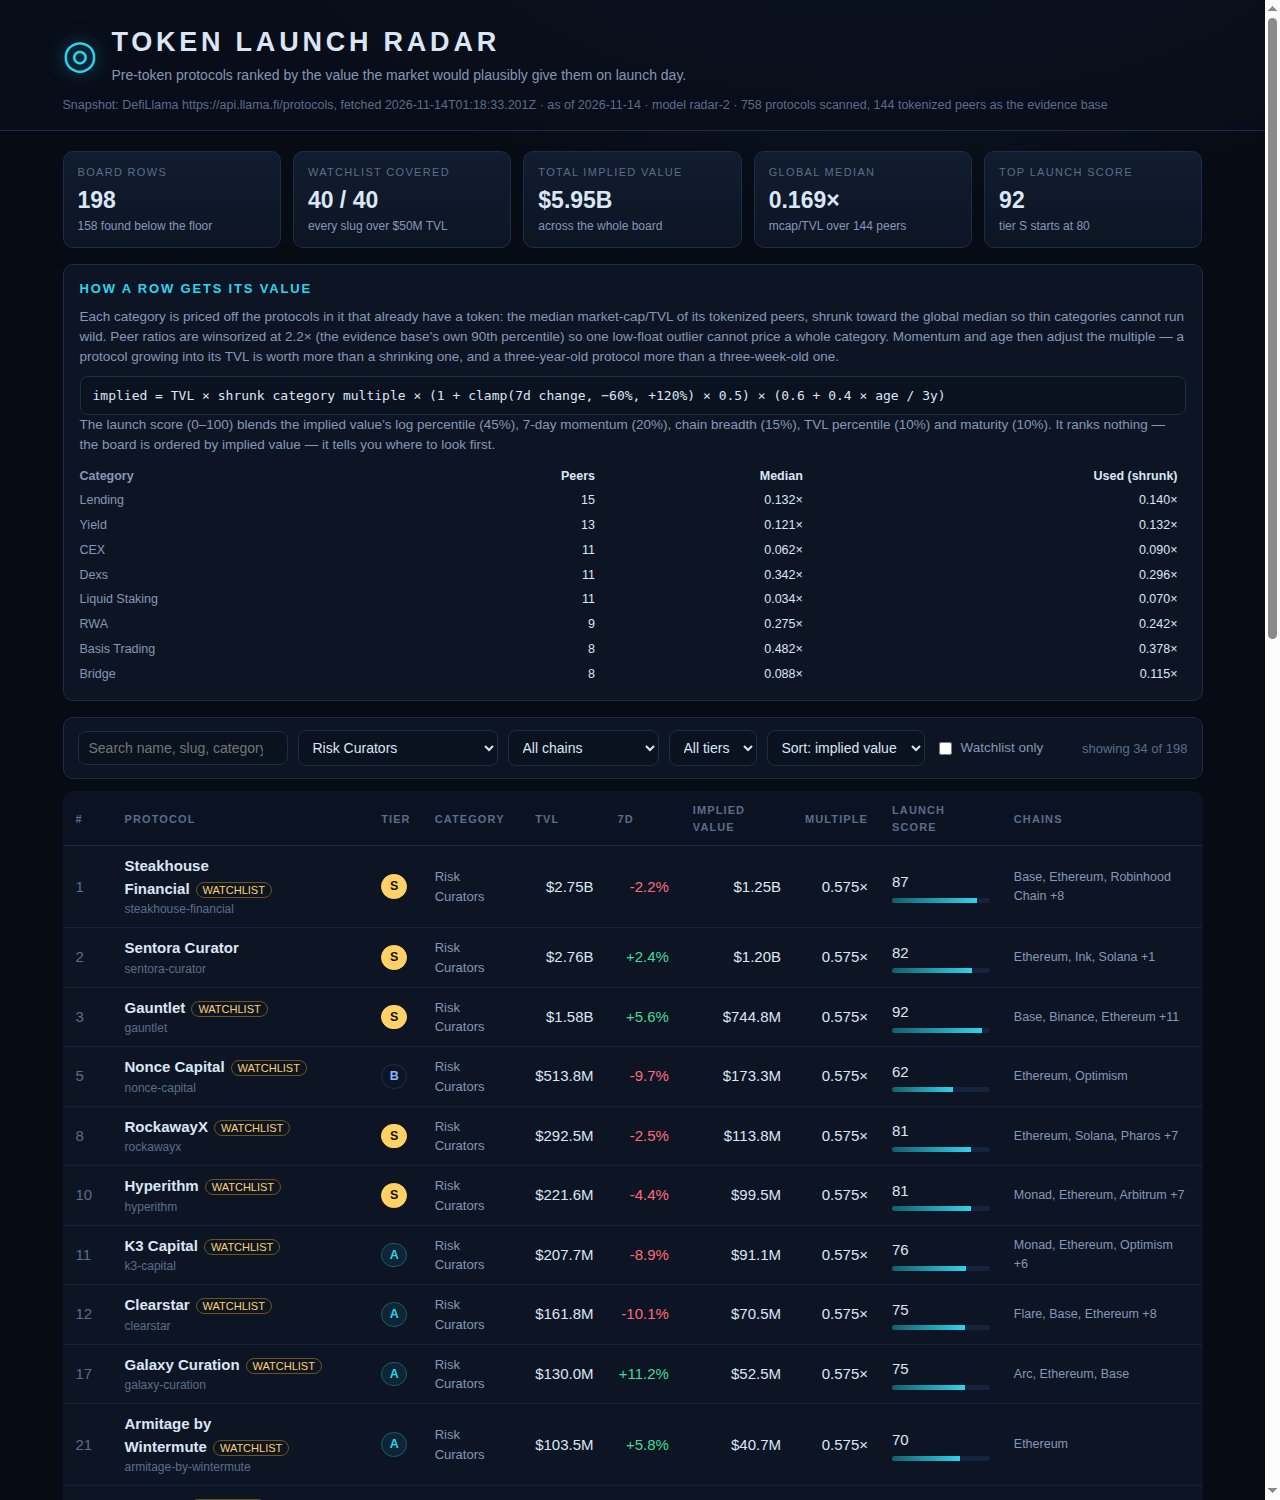 TOKEN LAUNCH RADAR
Pre-token protocols ranked by the value the market would plausibly give them on launch day.
Snapshot: DefiLlama https://api.llama.fi/protocols, fetched 2026-11-14T01:18:33.201Z · as of 2026-11-14 · model radar-2 · 758 protocols scanned, 144 tokenized peers as the evidence base
BOARD ROWS
198
158 found below the floor
WATCHLIST COVERED
40 / 40
every slug over $50M TVL
TOTAL IMPLIED VALUE
$5.95B
across the whole board
GLOBAL MEDIAN
0.169×
mcap/TVL over 144 peers
TOP LAUNCH SCORE
92
tier S starts at 80
HOW A ROW GETS ITS VALUE
Each category is priced off the protocols in it that already have a token: the median market-cap/TVL of its tokenized peers, shrunk toward the global median so thin categories cannot run
wild. Peer ratios are winsorized at 2.2× (the evidence base's own 90th percentile) so one low-float outlier cannot price a whole category. Momentum and age then adjust the multiple — a
protocol growing into its TVL is worth more than a shrinking one, and a three-year-old protocol more than a three-week-old one.
implied = TVL × shrunk category multiple × (1 + clamp(7d change, −60%, +120%) × 0.5) × (0.6 + 0.4 × age / 3y)
The launch score (0–100) blends the implied value's log percentile (45%), 7-day momentum (20%), chain breadth (15%), TVL percentile (10%) and maturity (10%). It ranks nothing —
the board is ordered by implied value — it tells you where to look first.
Category Peers Median Used (shrunk)
Lending 15 0.132× 0.140×
Yield 13 0.121× 0.132×
CEX 11 0.062× 0.090×
Dexs 11 0.342× 0.296×
Liquid Staking 11 0.034× 0.070×
RWA 9 0.275× 0.242×
Basis Trading 8 0.482× 0.378×
Bridge 8 0.088× 0.115×
Search name, slug, category Risk Curators All chains All tiers Sort: implied value Watchlist only showing 34 of 198
# PROTOCOL TIER CATEGORY TVL 7D IMPLIED VALUE MULTIPLE LAUNCH SCORE CHAINS
1 Steakhouse Financial WATCHLIST steakhouse-financial S Risk Curators $2.75B -2.2% $1.25B 0.575× 87 Base, Ethereum, Robinhood Chain +8
2 Sentora Curator sentora-curator S Risk Curators $2.76B +2.4% $1.20B 0.575× 82 Ethereum, Ink, Solana +1
3 Gauntlet WATCHLIST gauntlet S Risk Curators $1.58B +5.6% $744.8M 0.575× 92 Base, Binance, Ethereum +11
5 Nonce Capital WATCHLIST nonce-capital B Risk Curators $513.8M -9.7% $173.3M 0.575× 62 Ethereum, Optimism
8 RockawayX WATCHLIST rockawayx S Risk Curators $292.5M -2.5% $113.8M 0.575× 81 Ethereum, Solana, Pharos +7
10 Hyperithm WATCHLIST hyperithm S Risk Curators $221.6M -4.4% $99.5M 0.575× 81 Monad, Ethereum, Arbitrum +7
11 K3 Capital WATCHLIST k3-capital A Risk Curators $207.7M -8.9% $91.1M 0.575× 76 Monad, Ethereum, Optimism +6
12 Clearstar WATCHLIST clearstar A Risk Curators $161.8M -10.1% $70.5M 0.575× 75 Flare, Base, Ethereum +8
17 Galaxy Curation WATCHLIST galaxy-curation A Risk Curators $130.0M +11.2% $52.5M 0.575× 75 Arc, Ethereum, Base
21 Armitage by Wintermute WATCHLIST armitage-by-wintermute A Risk Curators $103.5M +5.8% $40.7M 0.575× 70 Ethereum